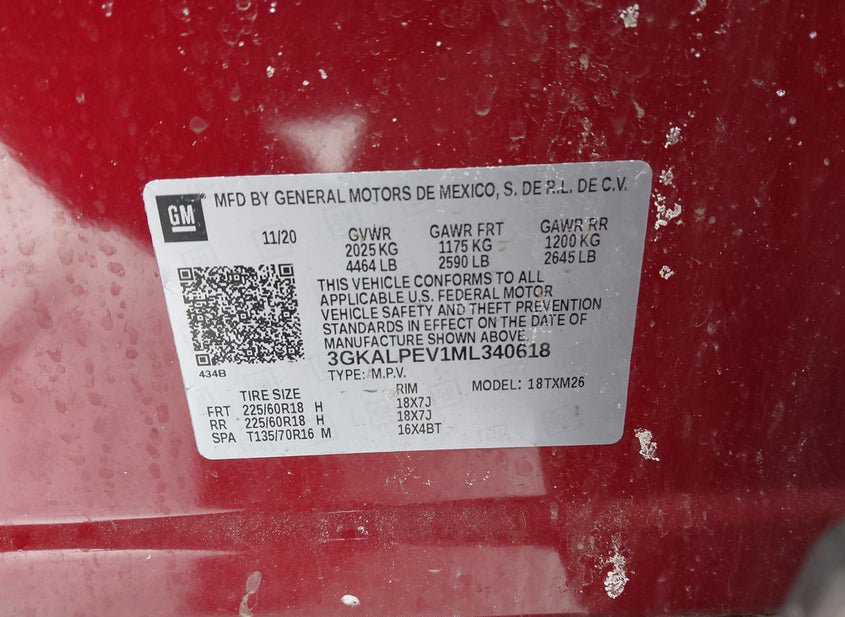 GM
MFD BY GENERAL MOTORS DE MEXICO, S. DE R.L. DE C.V.
11/20 GVWR GAWR FRT GAWR RR
2025 KG 1175 KG 1200 KG
4464 LB 2590 LB 2645 LB
THIS VEHICLE CONFORMS TO ALL
APPLICABLE U.S. FEDERAL MOTOR
VEHICLE SAFETY AND THEFT PREVENTION
STANDARDS IN EFFECT ON THE DATE OF
MANUFACTURE SHOWN ABOVE.
3GKALPEV1ML340618
434B
TYPE: M.P.V. MODEL: 18TXM26
TIRE SIZE RIM
FRT 225/60R18 H 18X7J
RR 225/60R18 H 18X7J
SPA T135/70R16 M 16X4BT